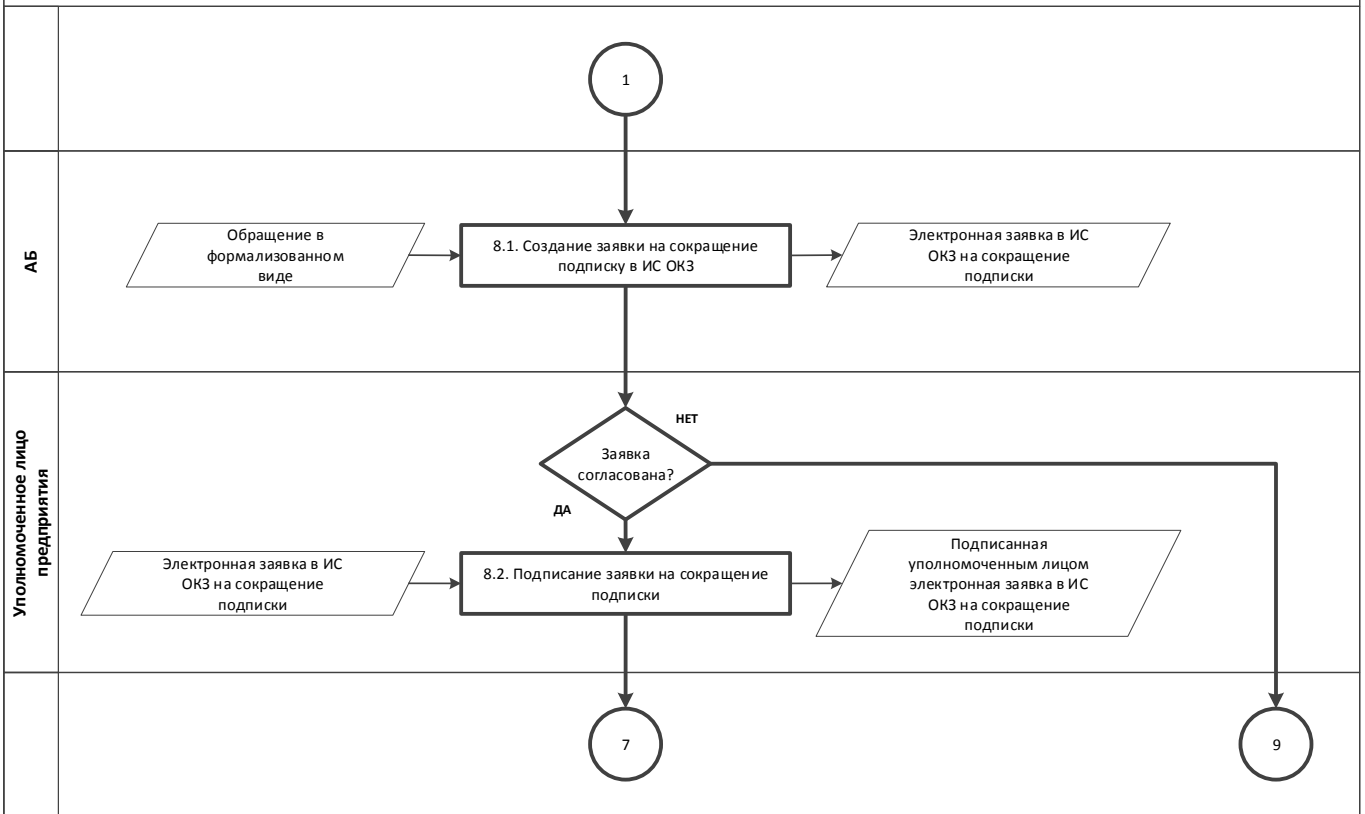 1
АБ
Обращение в
формализованном
виде
8.1. Создание заявки на сокращение
подписку в ИС ОКЗ
Электронная заявка в ИС
ОКЗ на сокращение
подписки
Уполномоченное лицо
предприятия
НЕТ
Заявка
согласована?
ДА
Электронная заявка в ИС
ОКЗ на сокращение
подписки
8.2. Подписание заявки на сокращение
подписки
Подписанная
уполномоченным лицом
электронная заявка в ИС
ОКЗ на сокращение
подписки
7
9